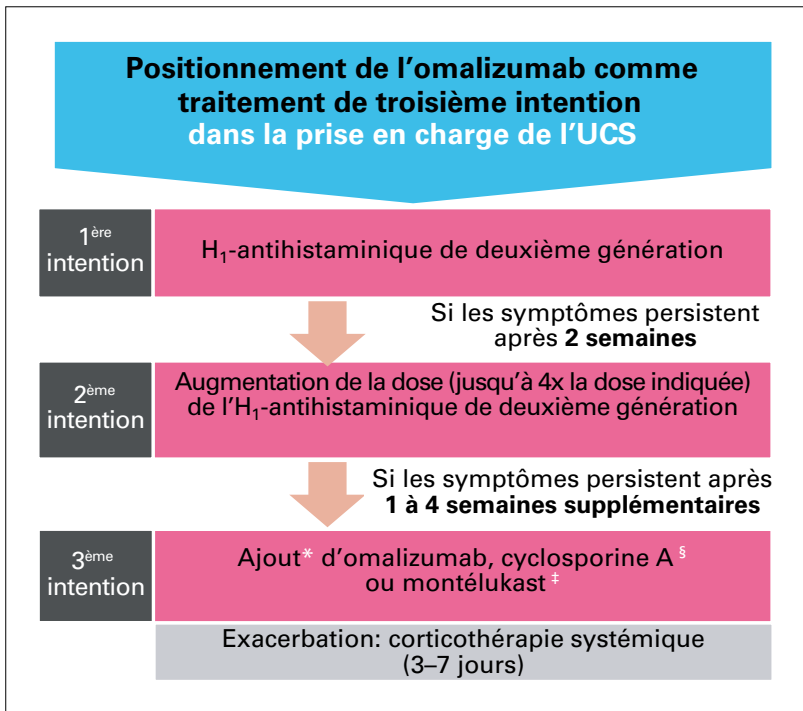 Positionnement de l’omalizumab comme
traitement de troisième intention
dans la prise en charge de l’UCS
1ère
intention
H₁-antihistaminique de deuxième génération
Si les symptômes persistent
après 2 semaines
2ème
intention
Augmentation de la dose (jusqu’à 4x la dose indiquée)
de l’H₁-antihistaminique de deuxième génération
Si les symptômes persistent après
1 à 4 semaines supplémentaires
3ème
intention
Ajout* d’omalizumab, cyclosporine A§
ou montélukast‡
Exacerbation: corticothérapie systémique
(3–7 jours)